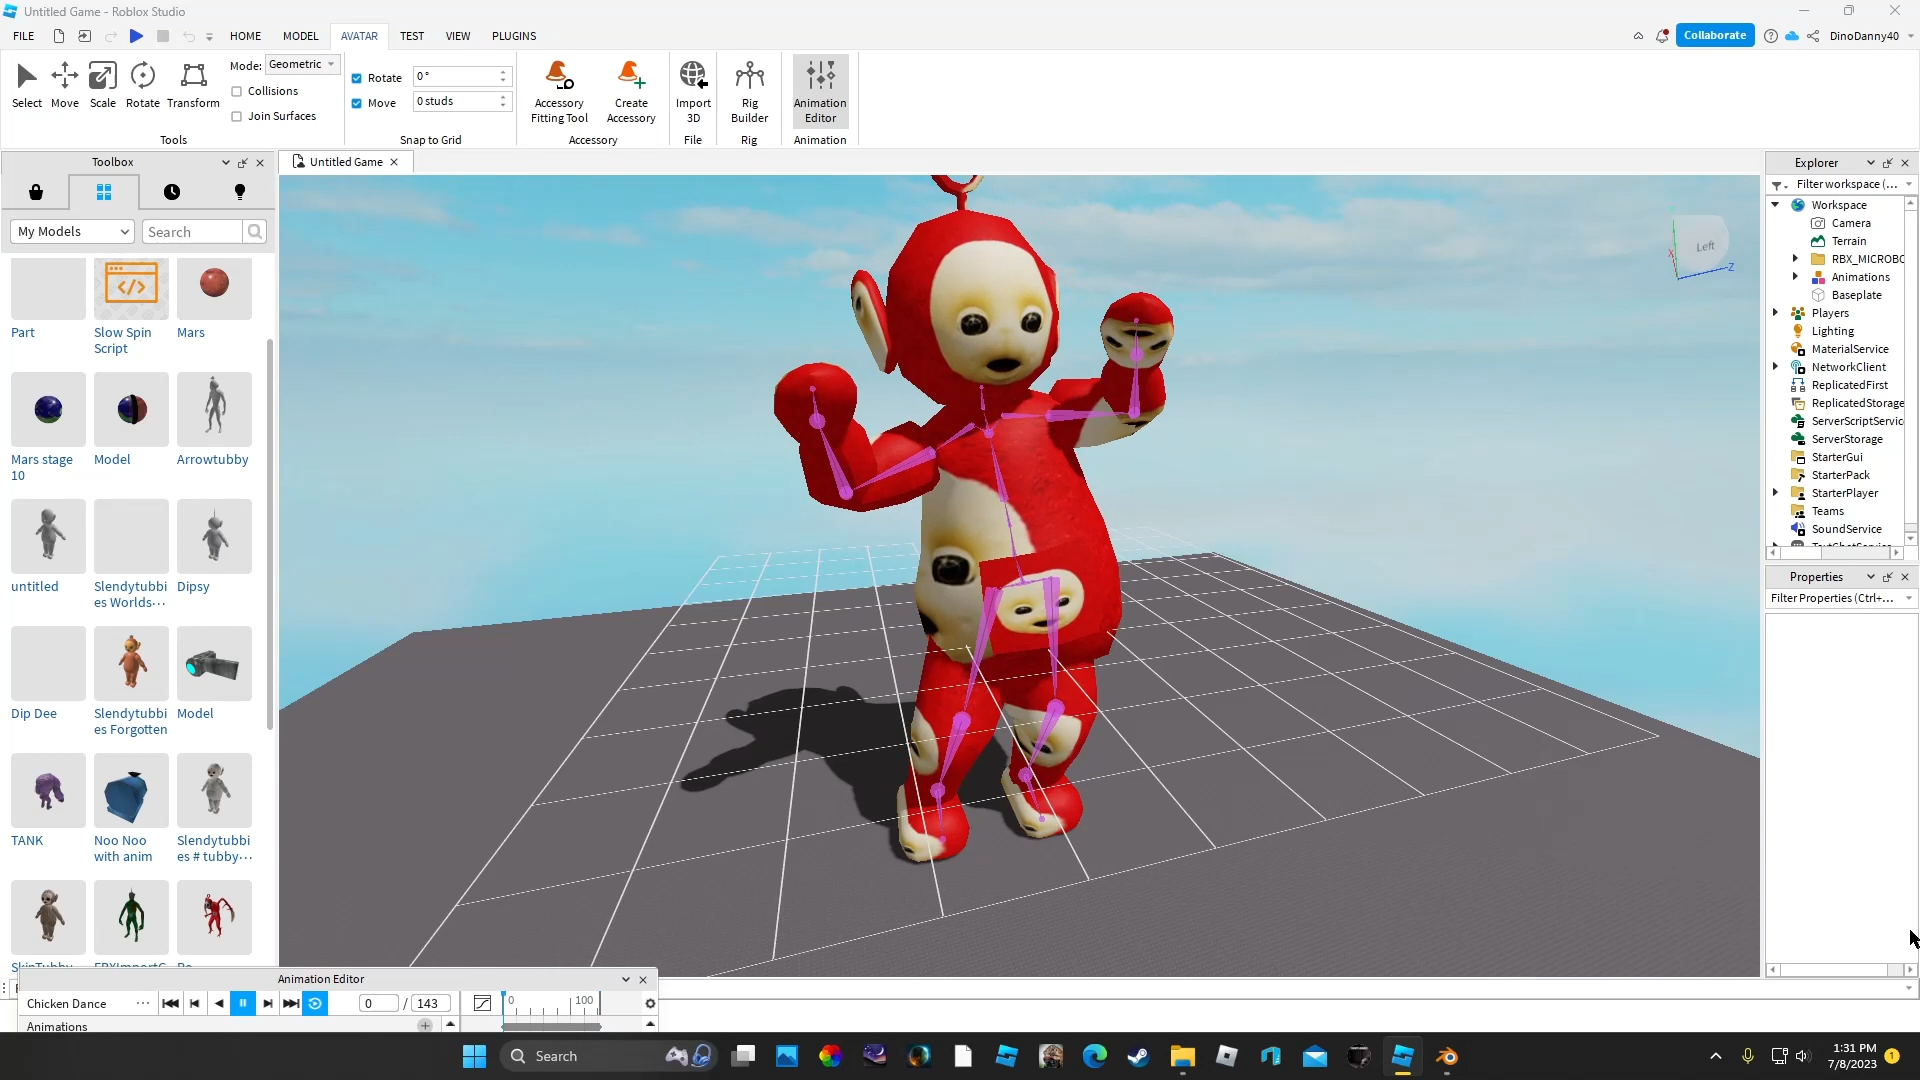 Untitled Game - Roblox Studio
FILE HOME MODEL AVATAR TEST VIEW PLUGINS Collaborate DinoDanny40
Select Move Scale Rotate Transform
Mode: Geometric
Collisions
Join Surfaces
Tools
Rotate 0 °
Move 0 studs
Snap to Grid
Accessory
Fitting Tool
Create
Accessory
Accessory
Import
3D
File
Rig
Builder
Rig
Animation
Editor
Animation
Toolbox
Untitled Game
My Models Search
Part
Slow Spin
Script
Mars
Mars stage
10
Model
Arrowtubby
untitled
Slendytubbi
es Worlds···
Dipsy
Dip Dee
Slendytubbi
es Forgotten
Model
TANK
Noo Noo
with anim
Slendytubbi
es # tubby···
Left
X
Z
Explorer
Filter workspace (...
Workspace
Camera
Terrain
RBX_MICROBO
Animations
Baseplate
Players
Lighting
MaterialService
NetworkClient
ReplicatedFirst
ReplicatedStorage
ServerScriptServic
ServerStorage
StarterGui
StarterPack
StarterPlayer
Teams
SoundService
Properties
Filter Properties (Ctrl+...
Animation Editor
Chicken Dance ··· 0 / 143 0 100
Animations
Search
1:31 PM
7/8/2023
1